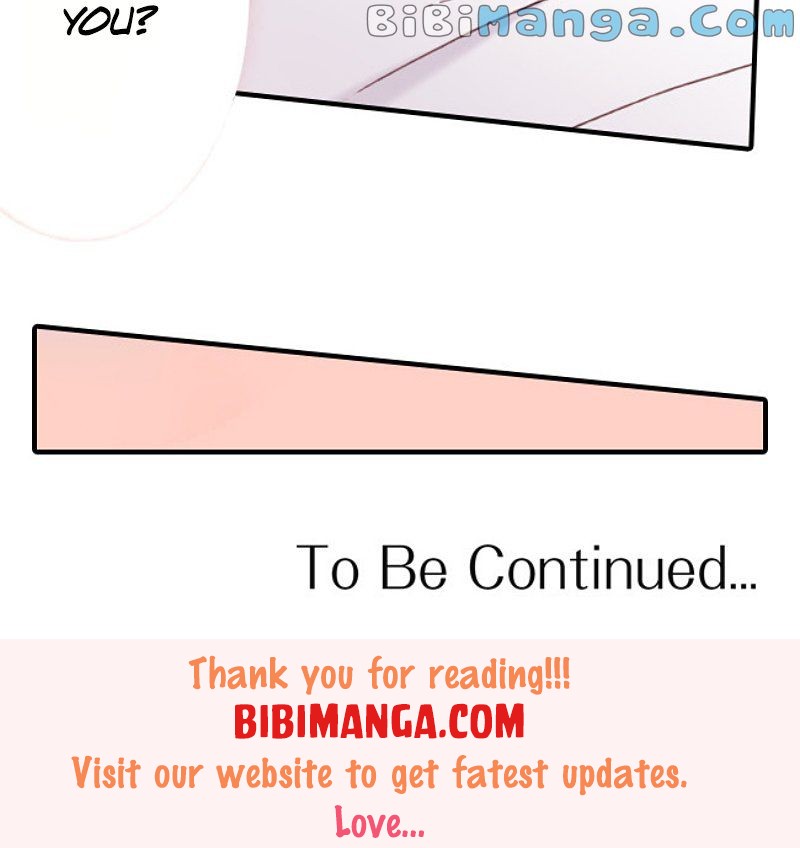 YOU?
BiBiManga.Com
To Be Continued...
Thank you for reading!!!
BIBIMANGA.COM
Visit our website to get fatest updates.
Love...